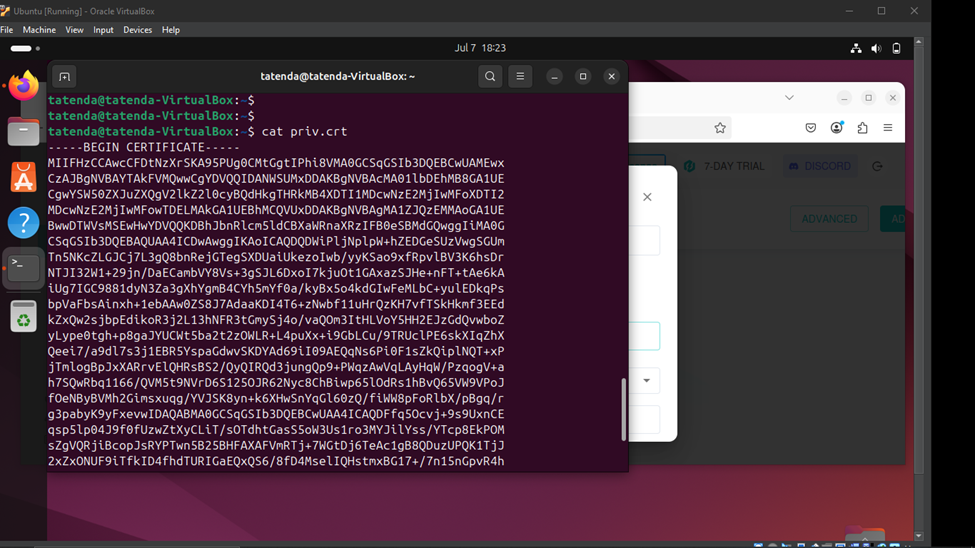 Ubuntu [Running] - Oracle VirtualBox
File Machine View Input Devices Help
Jul 7 18:23
tatenda@tatenda-VirtualBox: ~
tatenda@tatenda-VirtualBox:~$
tatenda@tatenda-VirtualBox:~$
tatenda@tatenda-VirtualBox:~$ cat priv.crt
-----BEGIN CERTIFICATE-----
MIIFHzCCAwcCFDtNzXrSKA95PUg0CMtGgtIPhi8VMA0GCSqGSIb3DQEBCwUAMEwx
CzAJBgNVBAYTAkFVMQwwCgYDVQQIDANWSUMxDDAKBgNVBAcMA01lbDEhMB8GA1UE
CgwYSW50ZXJuZXQgV2lkZ2l0cyBQdHkgTHRkMB4XDTI1MDcwNzE2MjIwMFoXDTI2
MDcwNzE2MjIwMFowTDELMAkGA1UEBhMCQVUxDDAKBgNVBAgMA1ZJQzEMMAoGA1UE
BwwDTWVsMSEwHwYDVQQKDBhJbnRlcm5ldCBXaWRnaXRzIFB0eSBMdGQwggIiMA0G
CSqGSIb3DQEBAQUAA4ICDwAwggIKAoICAQDQDWiPljNplpW+hZEDGeSUzVwgSGUm
Tn5NKcZLGJCj7L3gQ8bnRejGTegSXDUaiUkezoIwb/yyKSao9xfRpvlBV3K6hsDr
NTJI32W1+29jn/DaECambVY8Vs+3gSJL6DxoI7kjuOt1GAxazSJHe+nFT+tAe6kA
iUg7IGC9881dyN3Za3gXhYgmB4CYh5mYf0a/kyBx5o4kdGIwFeMLbC+yulEDkqPs
bpVaFbsAinxh+1ebAAw0ZS8J7AdaaKDI4T6+zNwbf11uHrQzKH7vfTSkHkmf3EEd
kZxQw2sjbpEdikoR3j2L13hNFR3tGmySj4o/vaQOm3ItHLVoY5HH2EJzGdQvwboZ
yLype0tgh+p8gaJYUCWt5ba2t2zOWLR+L4puXx+i9GbLCu/9TRUclPE6skXIqZhX
Qeei7/a9dl7s3j1EBR5YspaGdwvSKDYAd69iI09AEQqNs6Pi0F1sZkQiplNQT+xP
jTmlogBpJxXARrvElQHRsBS2/QyQIRQd3jungQp9+PWqzAwVqLAyHqW/PzqogV+a
h7SQwRbq1166/QVM5t9NVrD6S125OJR62Nyc8ChBiwp65lOdRs1hBvQ65VW9VPoJ
fOeNByBVMh2Gimsxuqg/YVJSK8yn+k6XHwSnYqGl60zQ/fiWW8pFoRlbX/pBgq/r
g3pabyK9yFxevwIDAQABMA0GCSqGSIb3DQEBCwUAA4ICAQDFfq5Ocvj+9s9UxnCE
qsp5lp04J9f0fUzwZtXyCLiT/sOTdhtGasS5oW3Us1ro3MYJilYss/YTcp8EkPOM
sZgVQRjiBcopJsRYPTwn5B25BHFAXAFVmRTj+7WGtDj6TeAc1gB8QDuzUPQK1TjJ
2xZxONUF9iTfkID4fhdTURIGaEQxQS6/8fD4MselIQHstmxBG17+/7n15nGpvR4h
7-DAY TRIAL
DISCORD
ADVANCED
AD